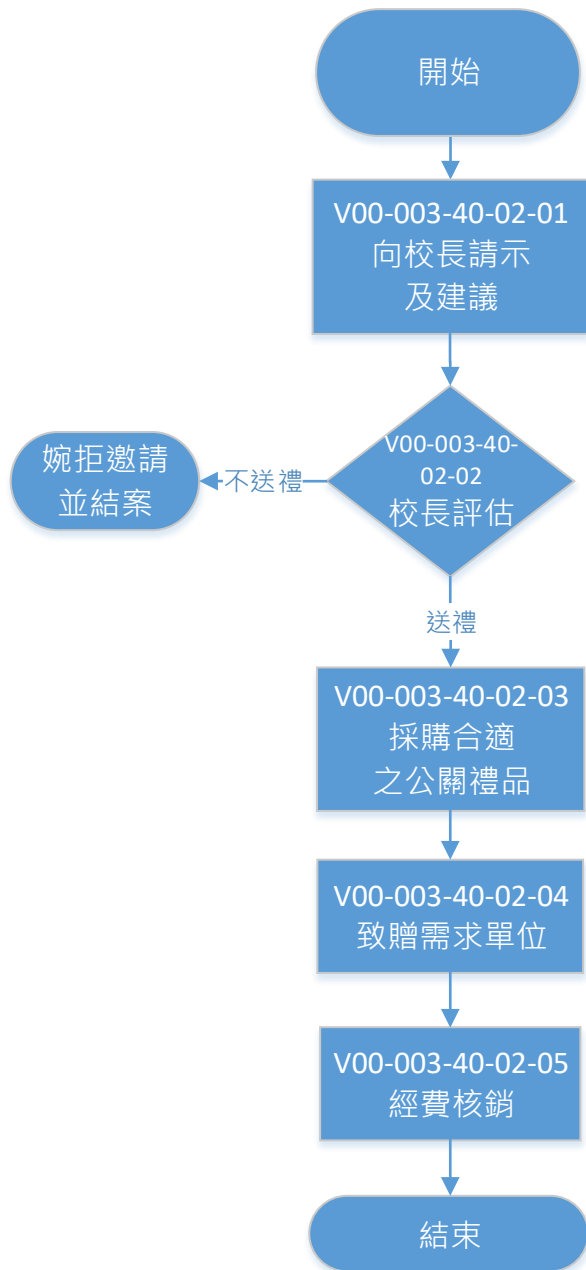 開始
V00-003-40-02-01
向校長請示
及建議
V00-003-40-
02-02
校長評估
不送禮
婉拒邀請
並結案
送禮
V00-003-40-02-03
採購合適
之公關禮品
V00-003-40-02-04
致贈需求單位
V00-003-40-02-05
經費核銷
結束